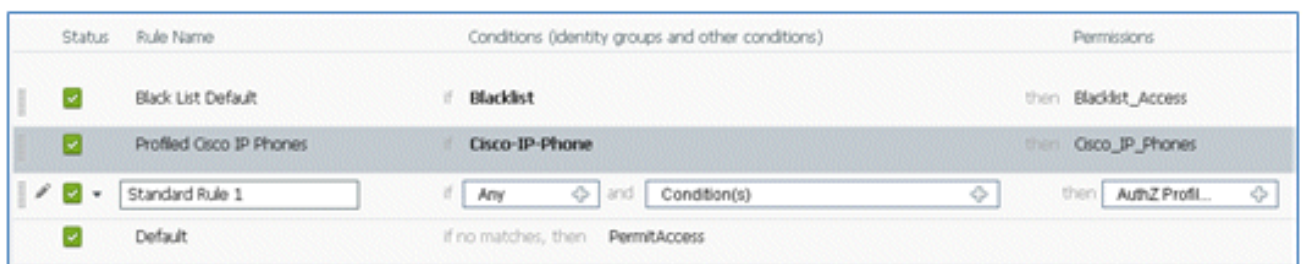 Status Rule Name Conditions (identity groups and other conditions) Permissions
Black List Default if Blacklist then Blacklist_Access
Profiled Cisco IP Phones if Cisco-IP-Phone then Cisco_IP_Phones
Standard Rule 1 if Any and Condition(s) then AuthZ Profil...
Default if no matches, then PermitAccess